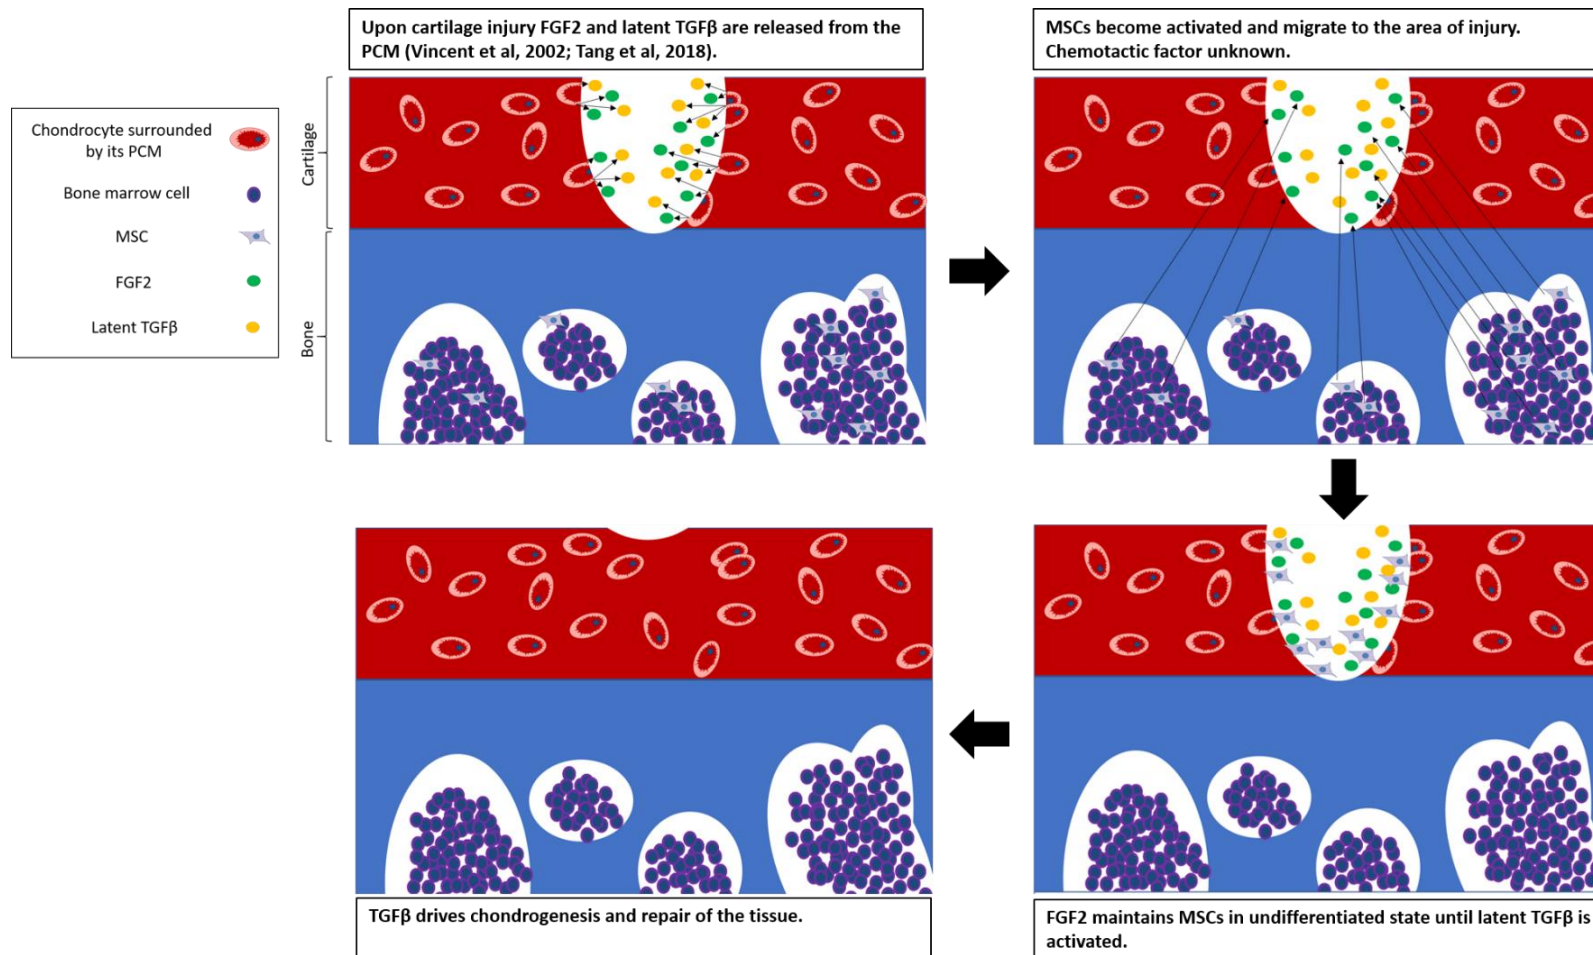 Upon cartilage injury FGF2 and latent TGFβ are released from the
PCM (Vincent et al, 2002; Tang et al, 2018).
MSCs become activated and migrate to the area of injury.
Chemotactic factor unknown.
Chondrocyte surrounded
by its PCM
Bone marrow cell
MSC
FGF2
Latent TGFβ
Cartilage
Bone
TGFβ drives chondrogenesis and repair of the tissue.
FGF2 maintains MSCs in undifferentiated state until latent TGFβ is
activated.